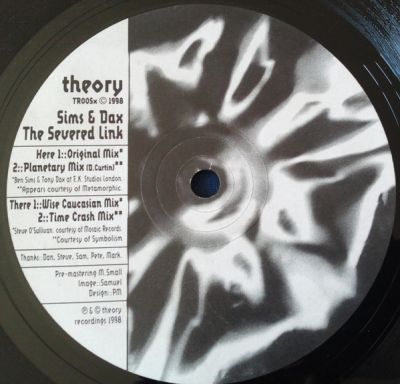 theory
TR005x © 1998
Sims & Dax
The Severed Link
Here 1::Original Mix*
2::Planetary Mix (D.Curtin)**
*Ben Sims & Tony Dax at E.K. Studios London.
**Appears courtesy of Metamorphic.
There 1::Wise Caucasian Mix*
2::Time Crash Mix**
*Steve O'Sullivan, courtesy of Mosaic Records.
**Courtesy of Symbolism
Thanks: Dan, Steve, Sam, Pete, Mark.
Pre-mastering M.Small
Image::Samuel
Design::PM
℗ & © theory
recordings 1998